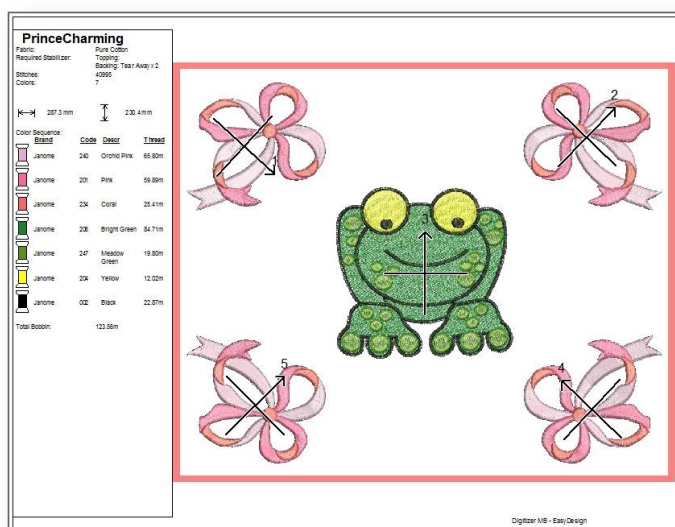 PrinceCharming
Fabric: Pure Cotton
Required Stabilizer: Topping:
Backing: Tear Away x 2
Stitches: 40995
Colors: 7
287.3 mm 230.4 mm
Color Sequence:
Brand Code Descr Thread
Janome 240 Orchid Pink 65.80m
Janome 201 Pink 59.89m
Janome 234 Coral 25.41m
Janome 206 Bright Green 84.71m
Janome 247 Meadow Green 19.80m
Janome 204 Yellow 12.02m
Janome 002 Black 22.87m
Total Bobbin: 123.56m
1
2
3
5
4
Digitizer MB - EasyDesign